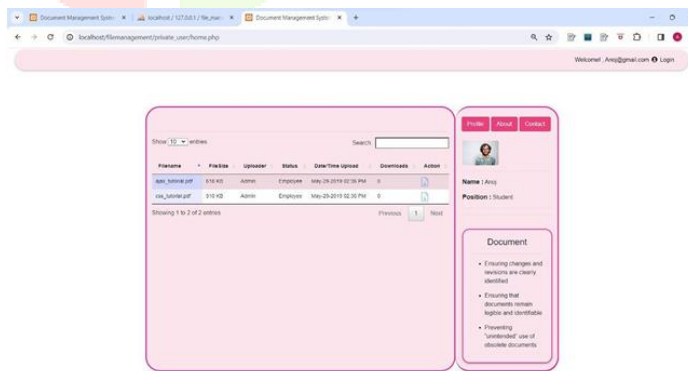 Document Management Syste
localhost / 127.0.0.1 / file_man
Document Management Syste
localhost/filemanagement/private_user/home.php
Welcome! , Aroj@gmail.com Login
Show 10 entries
Search
Filename FileSize Uploader Status Date/Time Upload Downloads Action
ajax_tutorial.pdf 518 KB Admin Employee May-29-2019 02:36 PM 0
css_tutorial.pdf 518 KB Admin Employee May-29-2019 02:36 PM 0
Showing 1 to 2 of 2 entries
Previous 1 Next
Profile About Contact
Name : Aroj
Position : Student
Document
• Ensuring changes and
revisions are clearly
identified
• Ensuring that
documents remain
legible and identifiable
• Preventing
"unintended" use of
obsolete documents